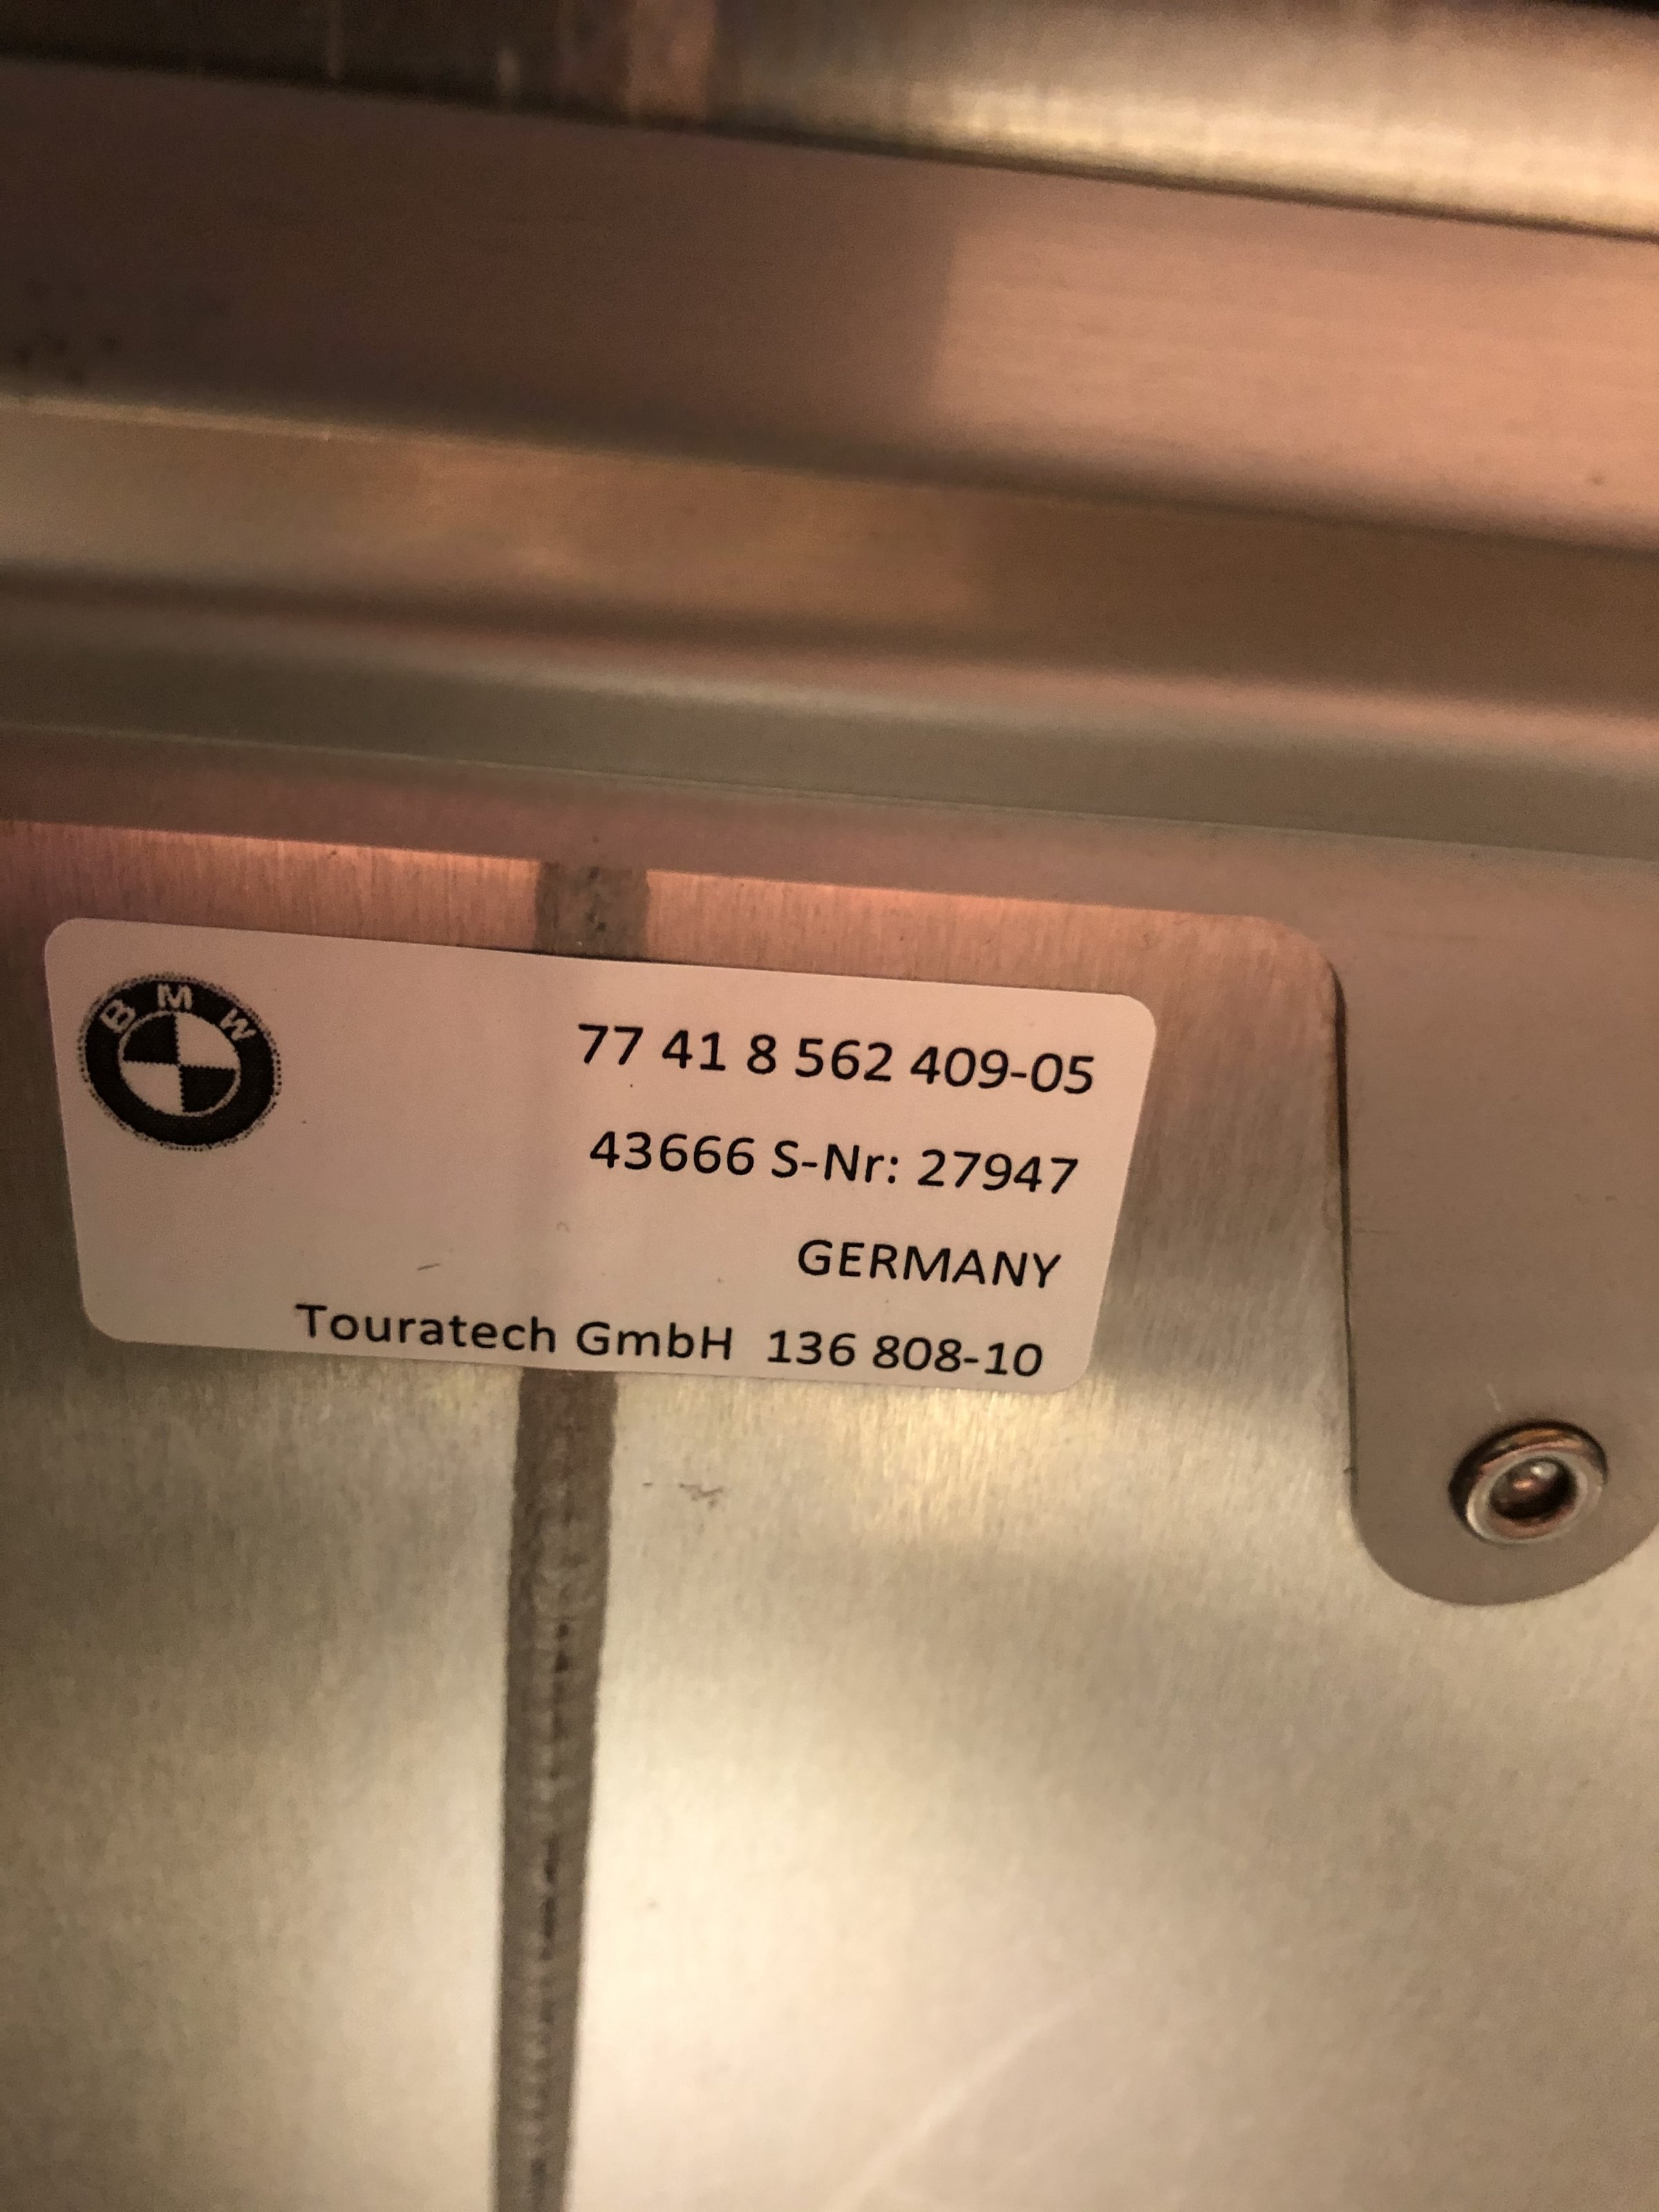 BMW
77 41 8 562 409-05
43666 S-Nr: 27947
GERMANY
Touratech GmbH 136 808-10